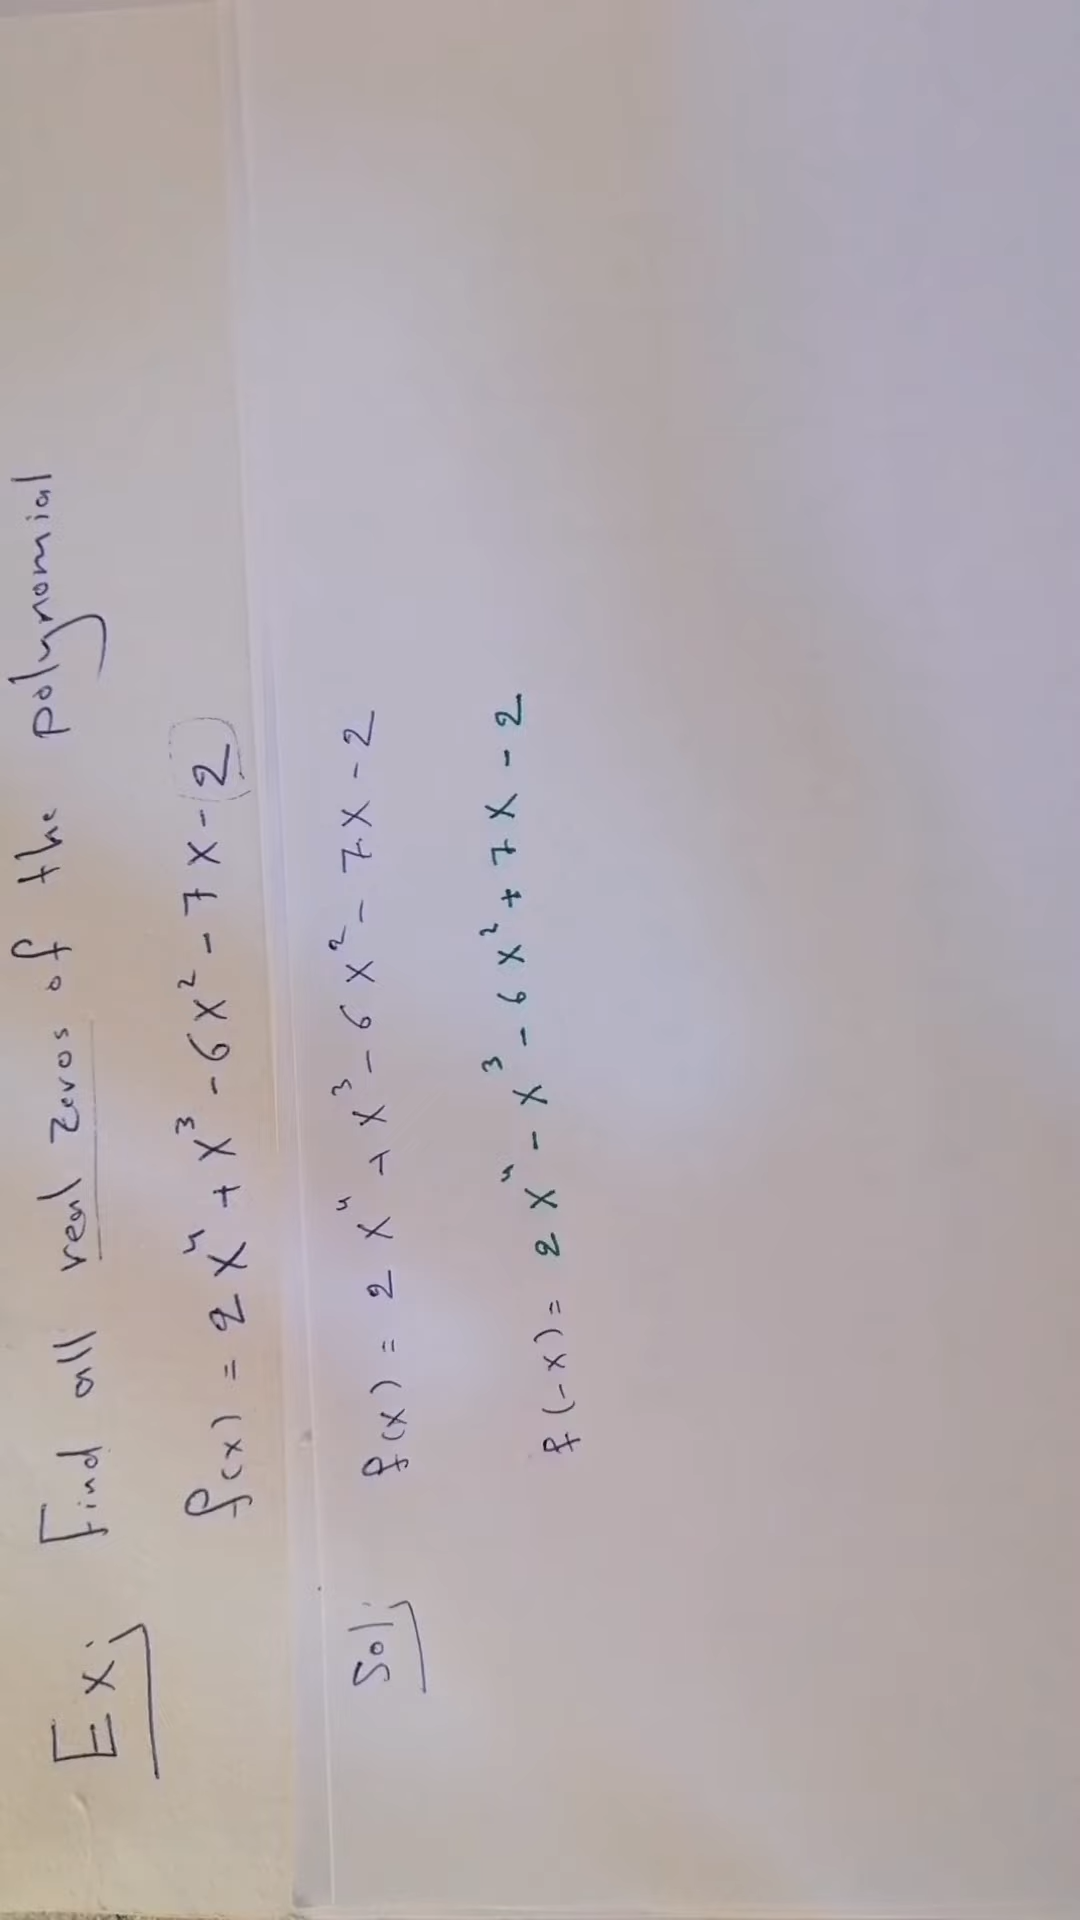 Ex: Find all real zeros of the polynomial
f(x) = 2x⁴ + x³ - 6x² - 7x - 2
Sol: f(x) = 2x⁴ + x³ - 6x² - 7x - 2
f(-x) = 2x⁴ - x³ - 6x² + 7x - 2